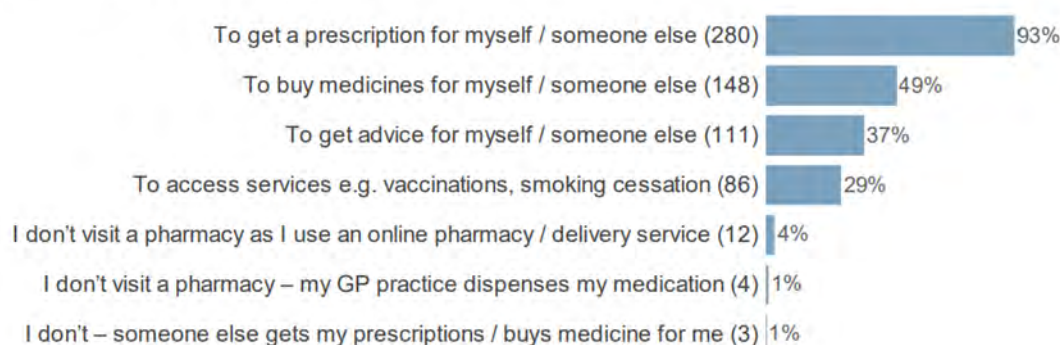 To get a prescription for myself / someone else (280) 93%
To buy medicines for myself / someone else (148) 49%
To get advice for myself / someone else (111) 37%
To access services e.g. vaccinations, smoking cessation (86) 29%
I don't visit a pharmacy as I use an online pharmacy / delivery service (12) 4%
I don't visit a pharmacy – my GP practice dispenses my medication (4) 1%
I don't – someone else gets my prescriptions / buys medicine for me (3) 1%